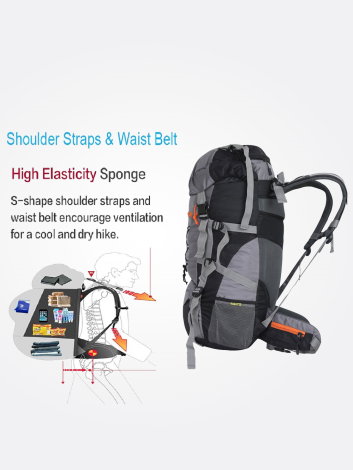 Shoulder Straps & Waist Belt
High Elasticity Sponge
S-shape shoulder straps and
waist belt encourage ventilation
for a cool and dry hike.